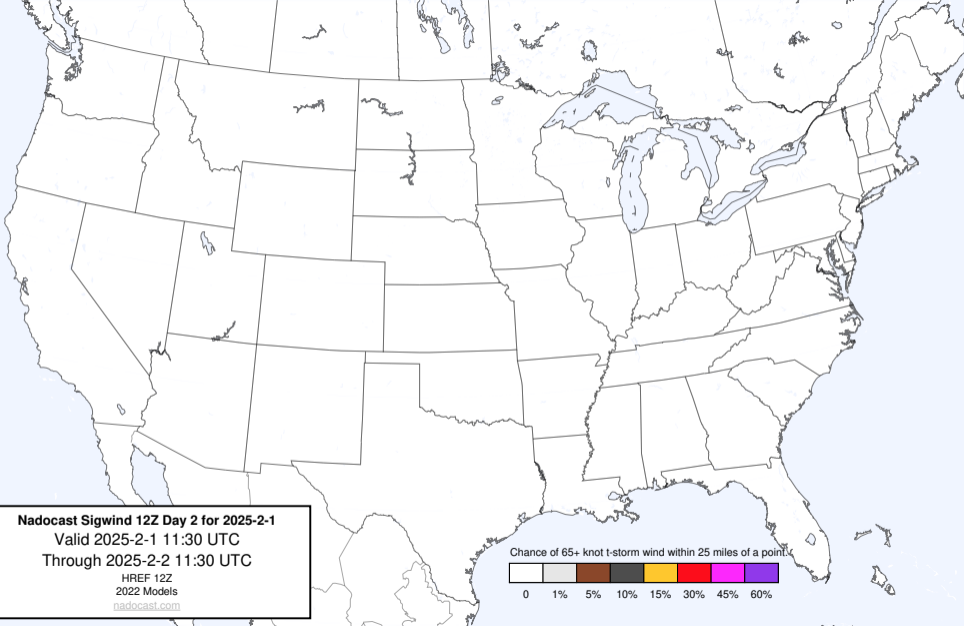 Nadocast Sigwind 12Z Day 2 for 2025-2-1
Valid 2025-2-1 11:30 UTC
Through 2025-2-2 11:30 UTC
HREF 12Z
2022 Models
nadocast.com
Chance of 65+ knot t-storm wind within 25 miles of a point.
0 1% 5% 10% 15% 30% 45% 60%